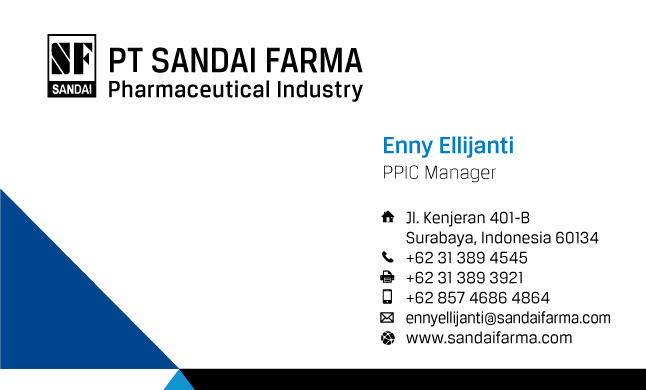 SF
SANDAI
PT SANDAI FARMA
Pharmaceutical Industry
Enny Ellijanti
PPIC Manager
Jl. Kenjeran 401-B
Surabaya, Indonesia 60134
+62 31 389 4545
+62 31 389 3921
+62 857 4686 4864
ennyellijanti@sandaifarma.com
www.sandaifarma.com